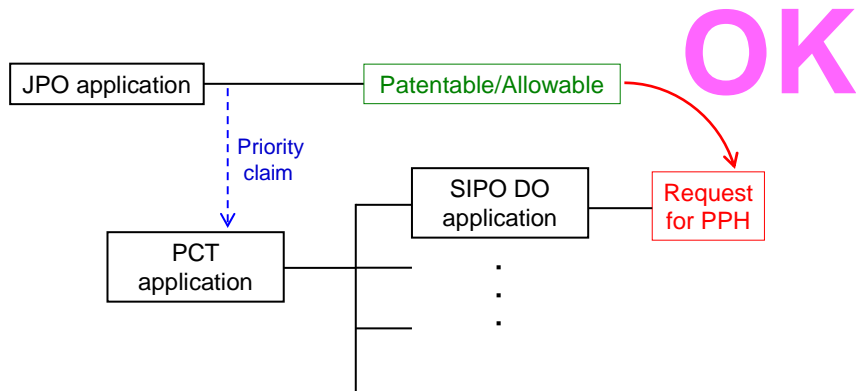 OK
JPO application
Patentable/Allowable
Priority
claim
SIPO DO
application
Request
for PPH
PCT
application